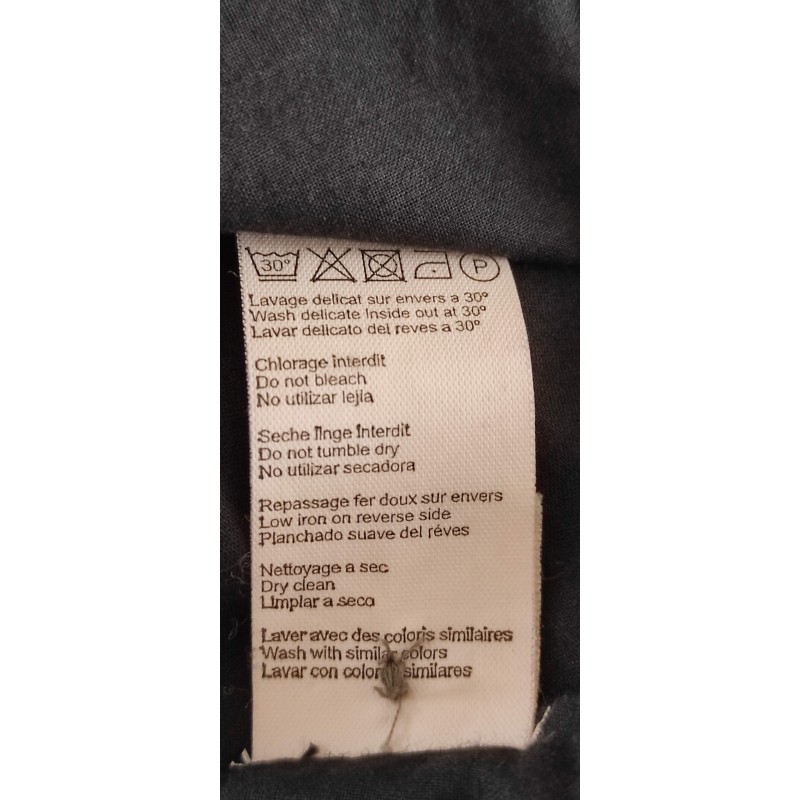 30°
P
Lavage delicat sur envers a 30°
Wash delicate Inside out at 30°
Lavar delicato del reves a 30°
Chlorage interdit
Do not bleach
No utilizar lejia
Seche linge Interdit
Do not tumble dry
No utilizar secadora
Repassage fer doux sur envers
Low iron on reverse side
Planchado suave del réves
Nettoyage a sec
Dry clean
Limpiar a seco
Laver avec des coloris similaires
Wash with similar colors
Lavar con similares